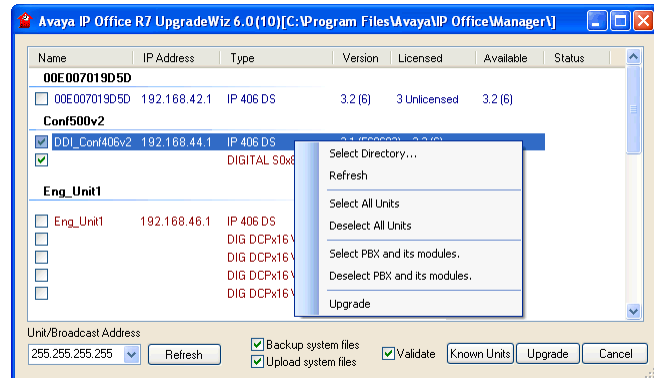 Avaya IP Office R7 UpgradeWiz 6.0(10)[C:\Program Files\Avaya\IP Office\Manager\]
Name IP Address Type Version Licensed Available Status
00E007019D5D
00E007019D5D 192.168.42.1 IP 406 DS 3.2 (6) 3 Unlicensed 3.2 (6)
Conf500v2
DDI_Conf406v2 192.168.44.1 IP 406 DS
DIGITAL S0x8
Eng_Unit1
Eng_Unit1 192.168.46.1 IP 406 DS
DIG DCPx16 V
DIG DCPx16 V
DIG DCPx16 V
DIG DCPx16 V
Select Directory...
Refresh
Select All Units
Deselect All Units
Select PBX and its modules.
Deselect PBX and its modules.
Upgrade
Unit/Broadcast Address
255.255.255.255 Refresh
Backup system files
Upload system files
Validate Known Units Upgrade Cancel